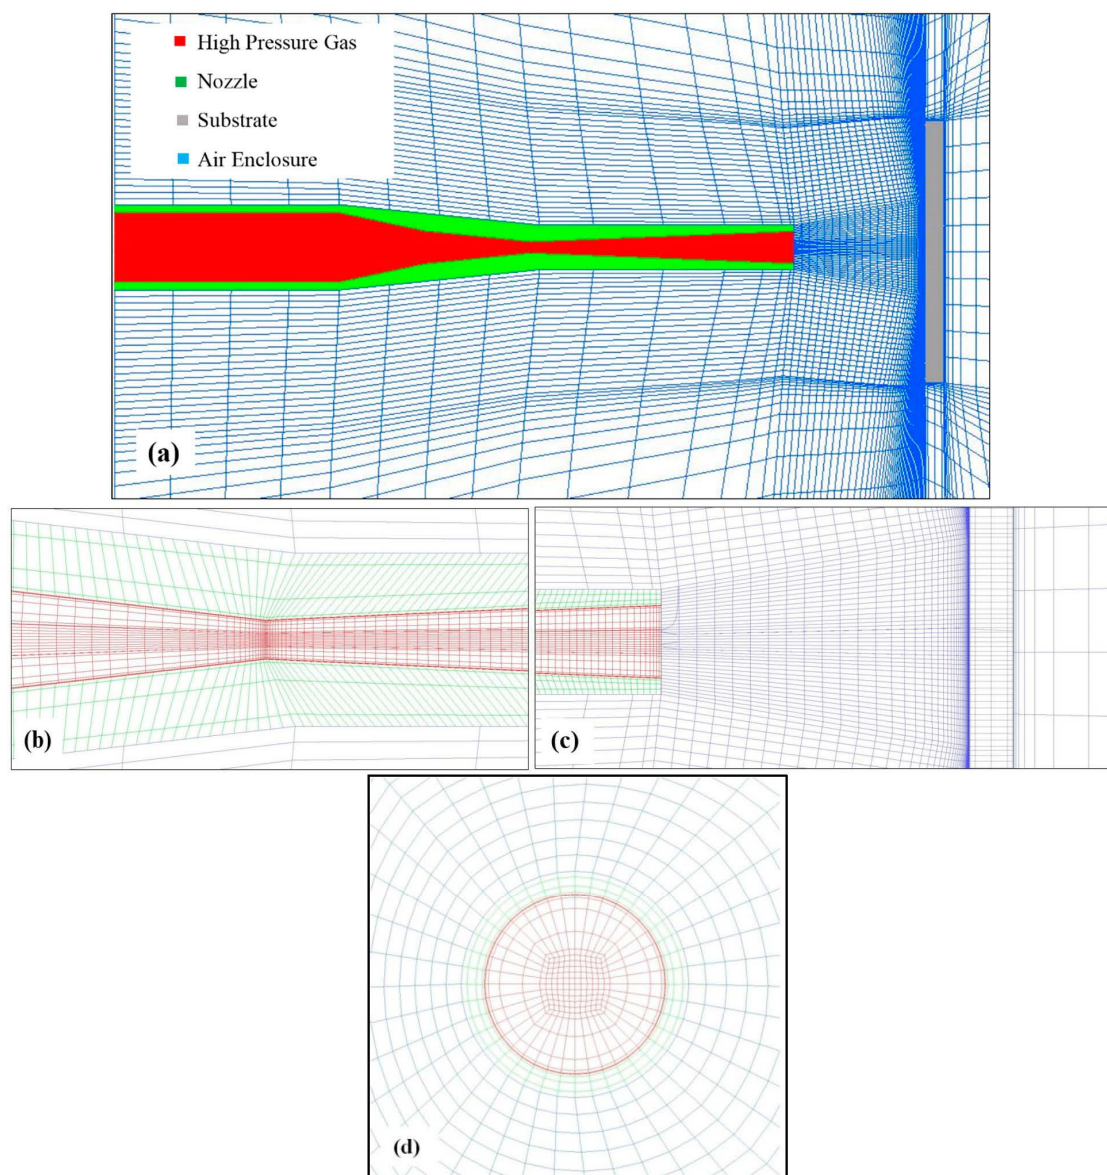 High Pressure Gas
Nozzle
Substrate
Air Enclosure
(a)
(b)
(c)
(d)